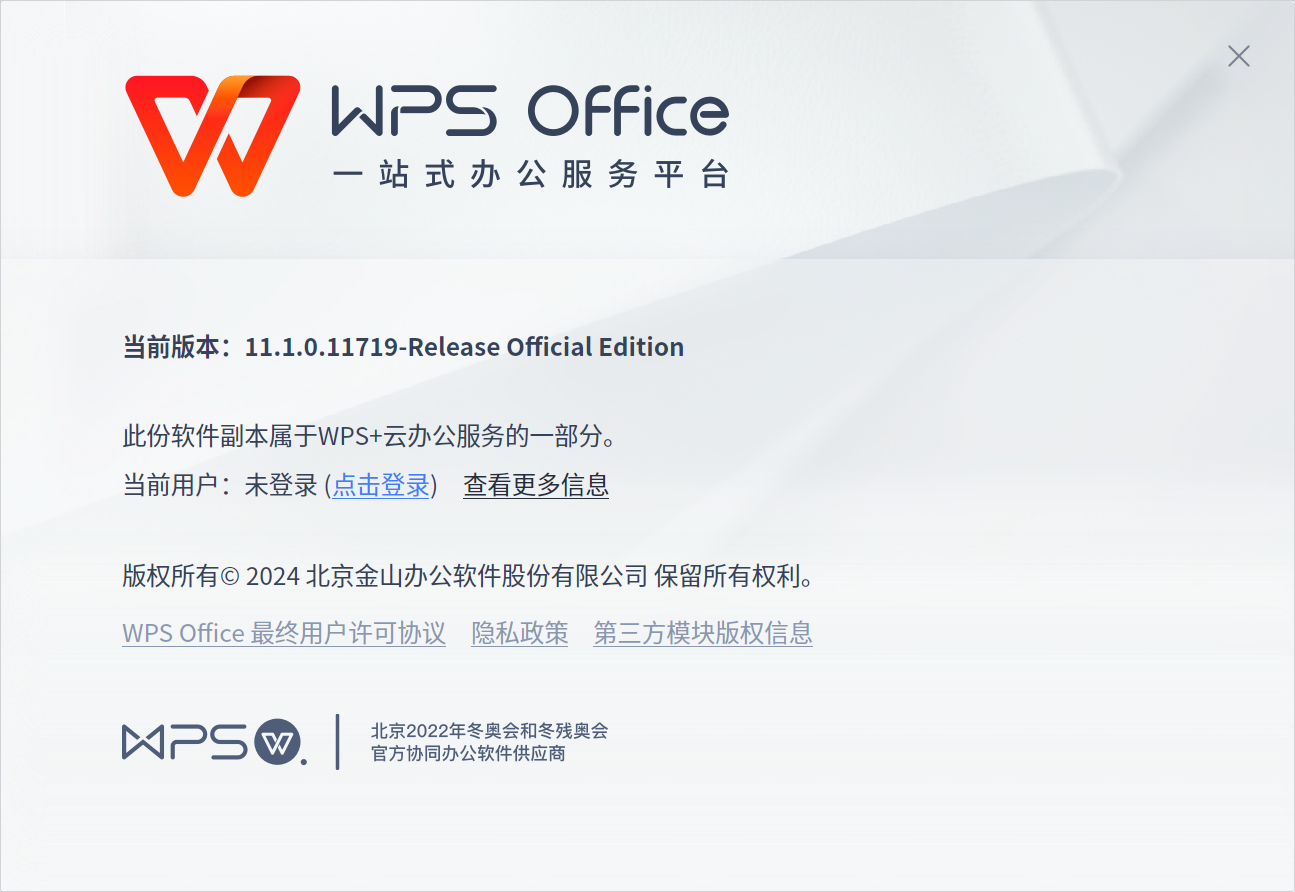 WPS Office
一站式办公服务平台
当前版本：11.1.0.11719-Release Official Edition
此份软件副本属于WPS+云办公服务的一部分。
当前用户：未登录 (点击登录) 查看更多信息
版权所有© 2024 北京金山办公软件股份有限公司 保留所有权利。
WPS Office 最终用户许可协议 隐私政策 第三方模块版权信息
WPS
北京2022年冬奥会和冬残奥会
官方协同办公软件供应商